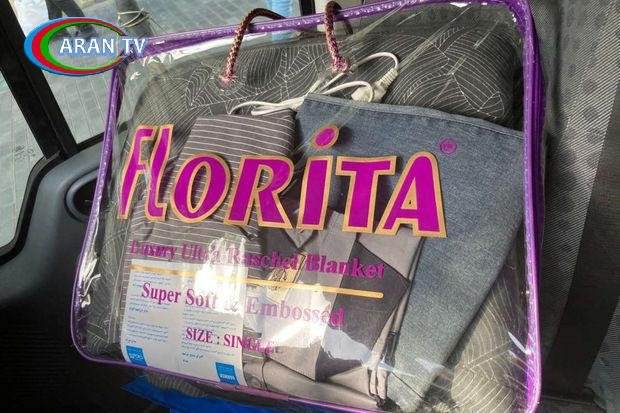 ARAN TV
FLORITA®
Luxury Ultra Raschel Blanket
Super Soft & Embossed
SIZE : SINGLE